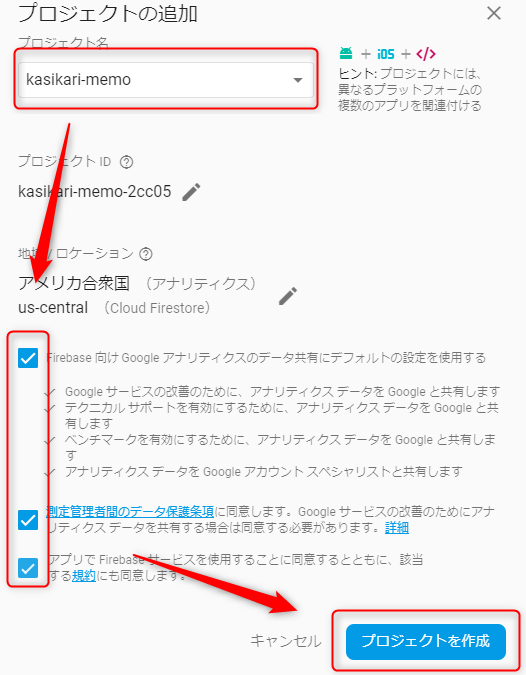 プロジェクトの追加
プロジェクト名
kasikari-memo
+ iOS +
ヒント: プロジェクトには、
異なるプラットフォームの
複数のアプリを関連付ける
プロジェクト ID
kasikari-memo-2cc05
地域 / ロケーション
アメリカ合衆国 （アナリティクス）
us-central （Cloud Firestore）
Firebase 向け Google アナリティクスのデータ共有にデフォルトの設定を使用する
Google サービスの改善のために、アナリティクス データを Google と共有します
テクニカル サポートを有効にするために、アナリティクス データを Google と共
有します
ベンチマークを有効にするために、アナリティクス データを Google と共有しま
す
アナリティクス データを Google アカウント スペシャリストと共有します
測定管理者間のデータ保護条項に同意します。Google サービスの改善のためにアナ
リティクス データを共有する場合は同意する必要があります。詳細
アプリで Firebase サービスを使用することに同意するとともに、該当
する規約にも同意します。
キャンセル
プロジェクトを作成